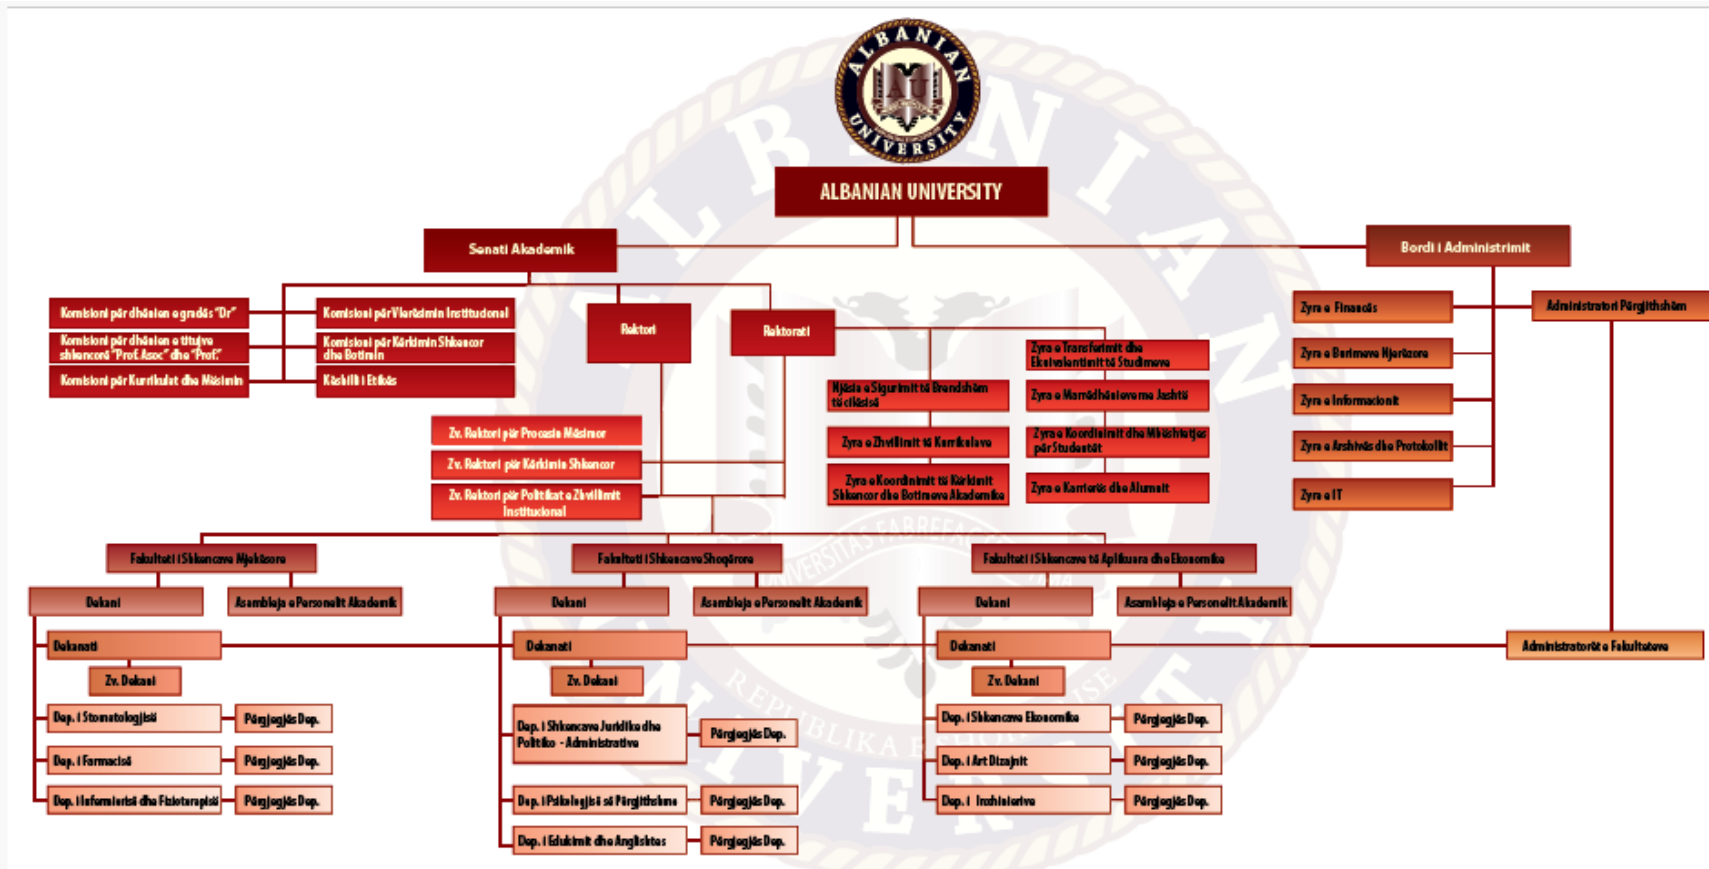 ALBANIAN UNIVERSITY
ALBANIAN UNIVERSITY
Senati Akademik
Bordi i Administrimit
Komisioni për dhënien e gradës "Dr"
Komisioni për Vlerësimin Institucional
Komisioni për dhënien e titujve
shkencorë "Prof. Asoc" dhe "Prof."
Komisioni për Kërkimin Shkencor
dhe Botimin
Komisioni për Kurrikulat dhe Mësimin
Këshilli i Etikës
Rektori
Rektorati
Zyra e Financës
Administratori Përgjithshëm
Zyra e Burimeve Njerëzore
Zyra e Informacionit
Zyra e Arshivës dhe Protokollit
Zyra e IT
Njësia e Sigurimit të Brendshëm
të cilësisë
Zyra e Zhvillimit të Kurrikulave
Zyra e Koordinimit të Kërkimit
Shkencor dhe Botimeve Akademike
Zyra e Transferimit dhe
Ekuivalentimit të Studimeve
Zyra e Marrëdhënieve me Jashtë
Zyra e Koordinimit dhe Mbështetjes
për Studentët
Zyra e Karrierës dhe Alumnit
Zv. Rektori për Procesin Mësimor
Zv. Rektori për Kërkimin Shkencor
Zv. Rektori për Politikat e Zhvillimit
Institucional
Fakulteti i Shkencave Mjekësore
Fakulteti i Shkencave Shoqërore
Fakulteti i Shkencave të Aplikuara dhe Ekonomike
Dekani
Asambleja e Personelit Akademik
Dekani
Asambleja e Personelit Akademik
Dekani
Asambleja e Personelit Akademik
Dekanati
Dekanati
Dekanati
Administratorët e Fakulteteve
Zv. Dekani
Zv. Dekani
Zv. Dekani
Dep. i Stomatologjisë
Përgjegjës Dep.
Dep. i Farmacisë
Përgjegjës Dep.
Dep. i Infermierisë dhe Fizioterapisë
Përgjegjës Dep.
Dep. i Shkencave Juridike dhe
Politiko - Administrative
Përgjegjës Dep.
Dep. i Psikologjisë së Përgjithshme
Përgjegjës Dep.
Dep. i Edukimit dhe Anglishtes
Përgjegjës Dep.
Dep. i Shkencave Ekonomike
Përgjegjës Dep.
Dep. i Art Dizajnit
Përgjegjës Dep.
Dep. i Inxhinierive
Përgjegjës Dep.
ALBANIAN UNIVERSITY